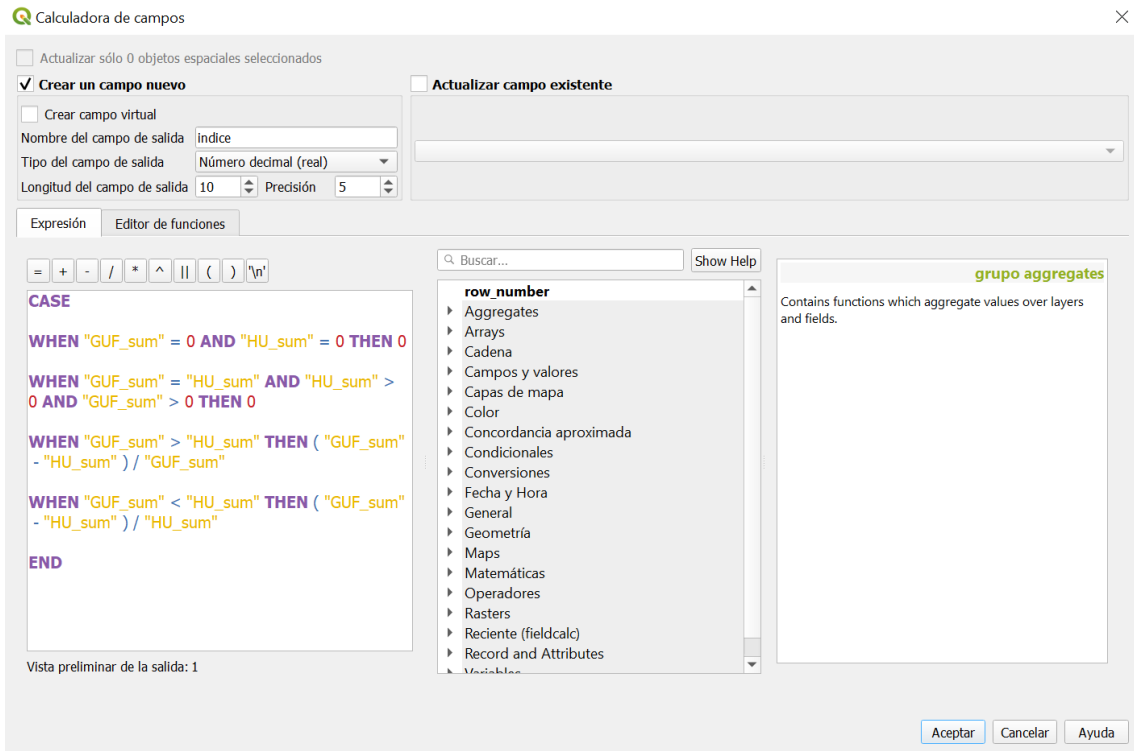 Calculadora de campos
Actualizar sólo 0 objetos espaciales seleccionados
Crear un campo nuevo
Actualizar campo existente
Crear campo virtual
Nombre del campo de salida indice
Tipo del campo de salida Número decimal (real)
Longitud del campo de salida 10 Precisión 5
Expresión Editor de funciones
= + - / * ^ || ( ) '\n'
CASE
WHEN "GUF_sum" = 0 AND "HU_sum" = 0 THEN 0
WHEN "GUF_sum" = "HU_sum" AND "HU_sum" >
0 AND "GUF_sum" > 0 THEN 0
WHEN "GUF_sum" > "HU_sum" THEN ( "GUF_sum"
- "HU_sum" ) / "GUF_sum"
WHEN "GUF_sum" < "HU_sum" THEN ( "GUF_sum"
- "HU_sum" ) / "HU_sum"
END
Vista preliminar de la salida: 1
Buscar...
Show Help
row_number
Aggregates
Arrays
Cadena
Campos y valores
Capas de mapa
Color
Concordancia aproximada
Condicionales
Conversiones
Fecha y Hora
General
Geometría
Maps
Matemáticas
Operadores
Rasters
Reciente (fieldcalc)
Record and Attributes
Variables
grupo aggregates
Contains functions which aggregate values over layers
and fields.
Aceptar Cancelar Ayuda